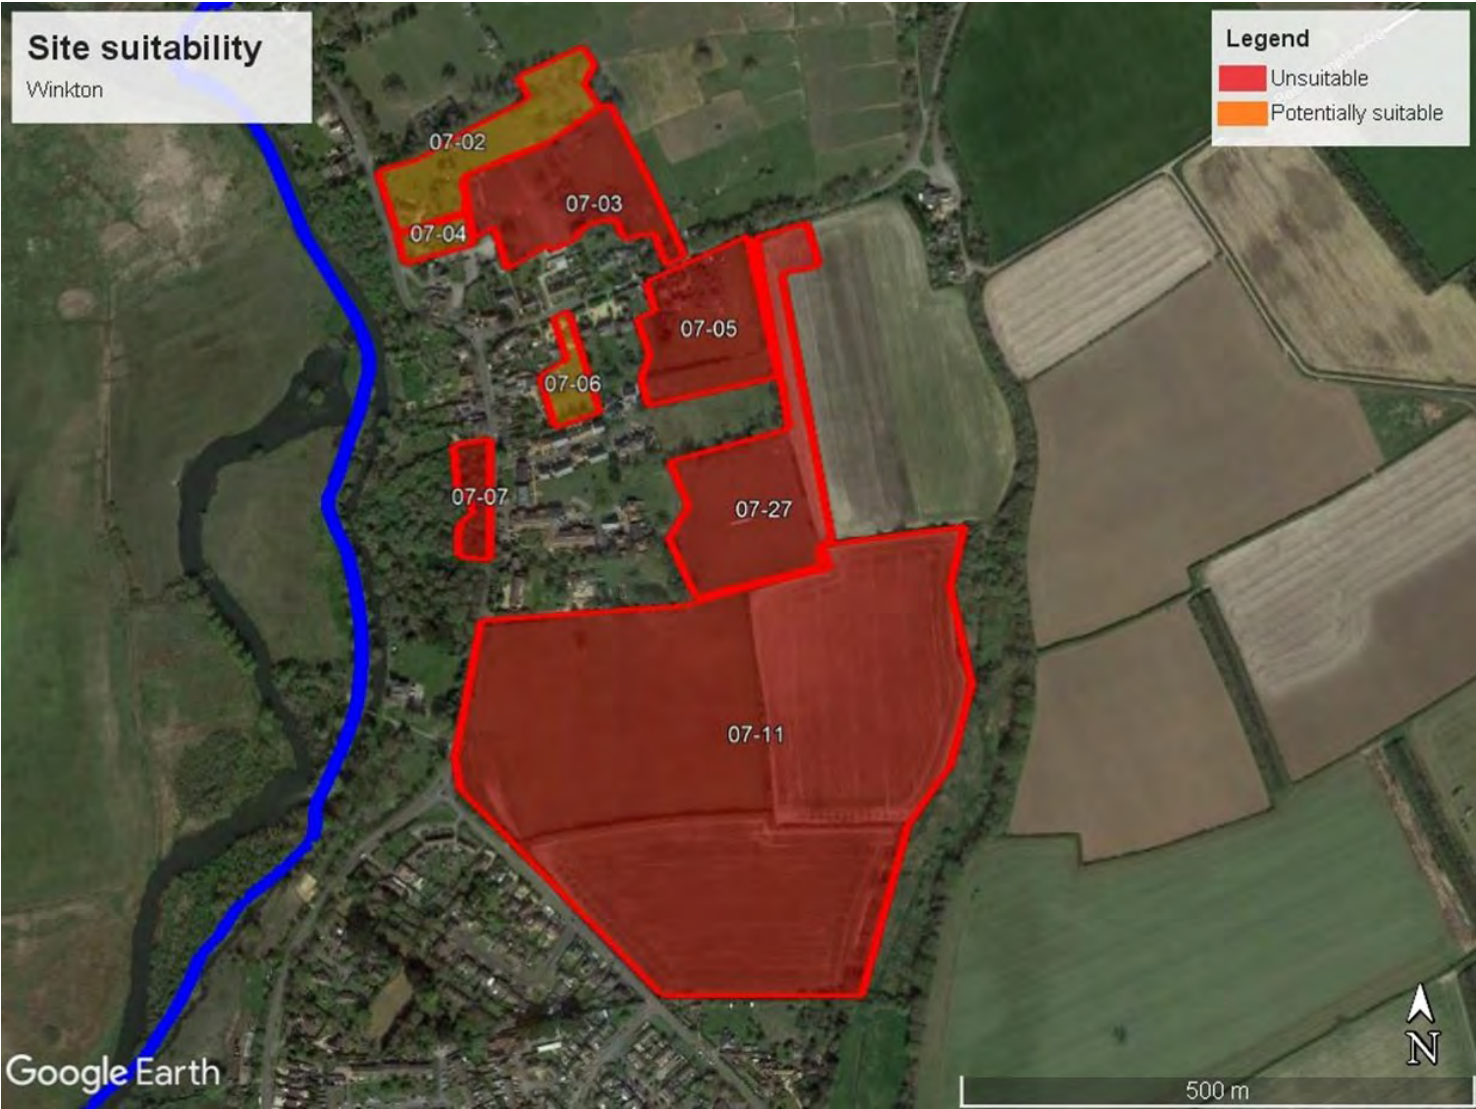 Site suitability
Winkton
Legend
Unsuitable
Potentially suitable
07-02
07-03
07-04
07-05
07-06
07-07
07-27
07-11
Google Earth
N
500 m